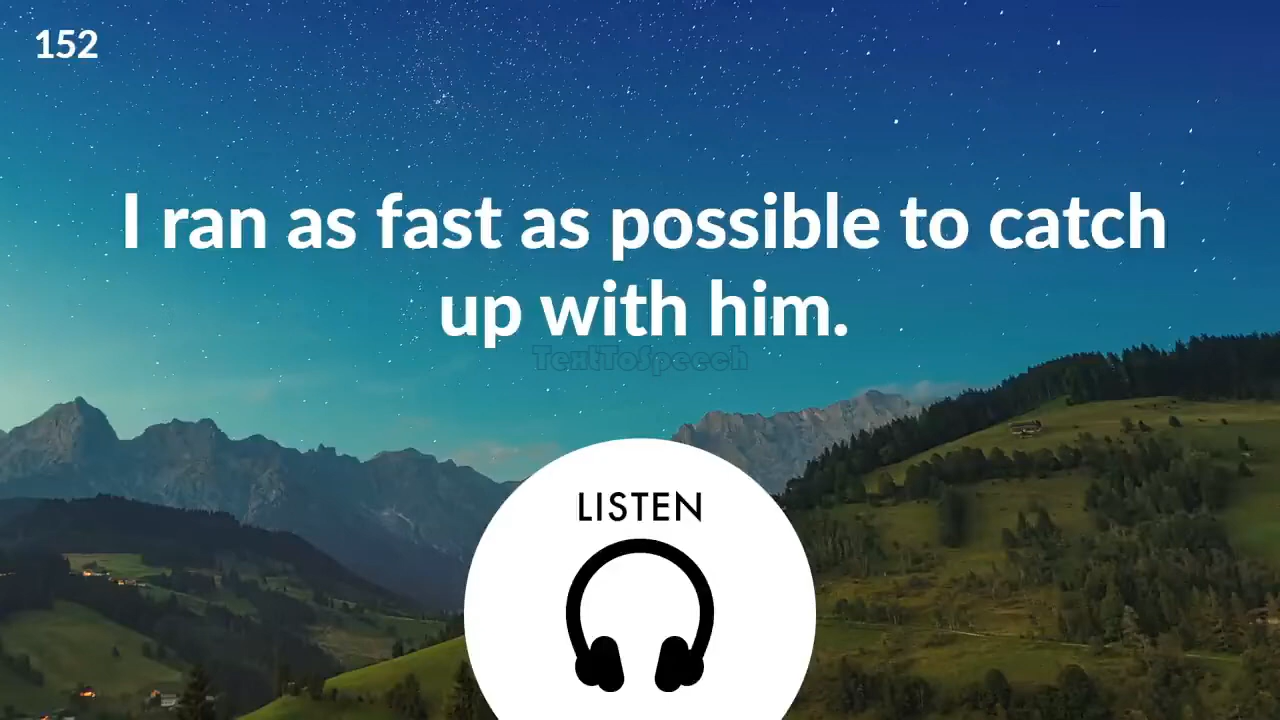 152
I ran as fast as possible to catch
up with him.
TextToSpeech
LISTEN